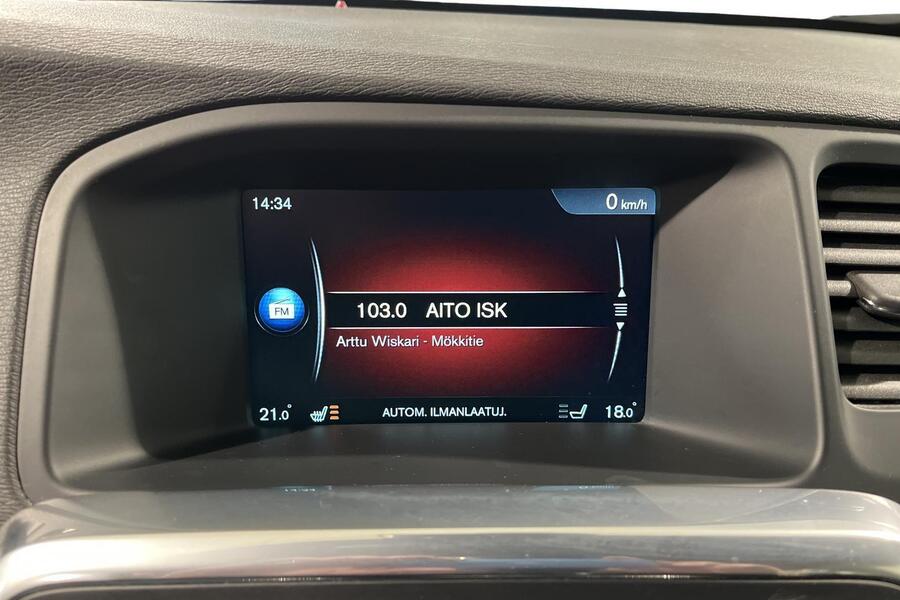 14:34
0 km/h
FM
103.0 AITO ISK
Arttu Wiskari - Mökkitie
21.0° AUTOM. ILMANLAATUJ. 18.0°